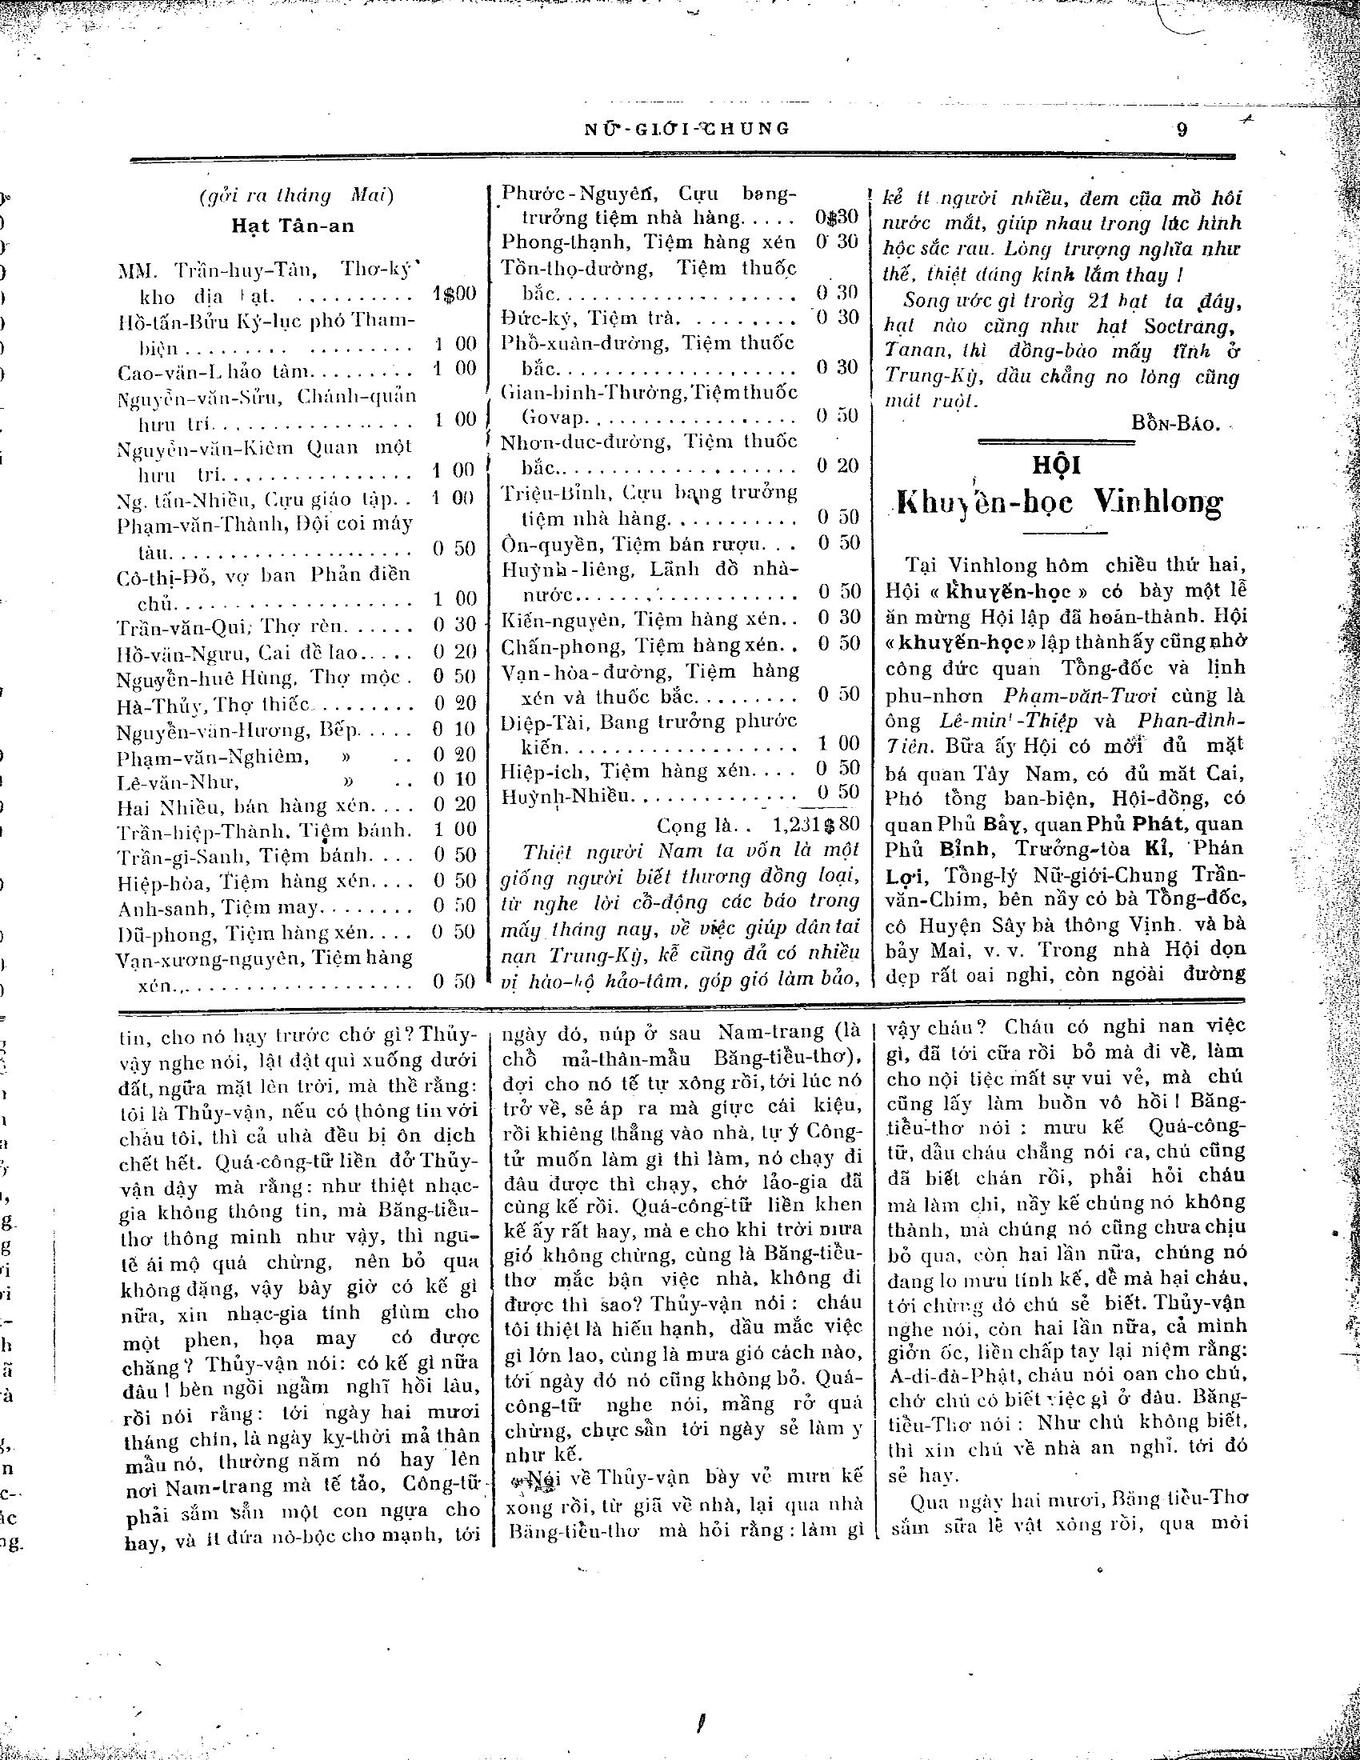 NỮ-GIỚI-CHUNG
9
(gởi ra tháng Mai)
Hạt Tân-an
MM. Trần-huy-Tân, Thơ-ký
kho địa hạt. .......... 1$00
Hồ-tấn-Bửu Ký-lục phó Tham-
biện ......... ......... 1 00
Cao-văn-L hảo tâm......... 1 00
Nguyễn-văn-Sửu, Chánh-quản
hưu trí................ 1 00
Nguyễn-văn-Kiêm Quan một
hưu trí................ 1 00
Ng. tấn-Nhiều, Cựu giáo tập.. 1 00
Phạm-văn-Thành, Đội coi máy
tàu.................... 0 50
Cô-thị-Đỏ, vợ ban Phản điền
chủ.................... 1 00
Trần-văn-Qui, Thợ rèn...... 0 30
Hồ-văn-Ngưu, Cai đề lao..... 0 20
Nguyễn-huê Hùng, Thợ mộc . 0 50
Hà-Thủy, Thợ thiếc......... 0 20
Nguyễn-văn-Hương, Bếp..... 0 10
Phạm-văn-Nghiêm, » .. 0 20
Lê-văn-Như, » .. 0 10
Hai Nhiều, bán hàng xén.... 0 20
Trần-hiệp-Thành, Tiệm bánh. 1 00
Trần-gi-Sanh, Tiệm bánh.... 0 50
Hiệp-hòa, Tiệm hàng xén.... 0 50
Anh-sanh, Tiệm may........ 0 50
Dũ-phong, Tiệm hàng xén.... 0 50
Vạn-xương-nguyên, Tiệm hàng
xén.................... 0 50
Phước-Nguyên, Cựu bang-
trưởng tiệm nhà hàng..... 0$30
Phong-thạnh, Tiệm hàng xén 0 30
Tồn-thọ-đường, Tiệm thuốc
bắc..................... 0 30
Đức-ký, Tiệm trà. ......... 0 30
Phổ-xuân-đường, Tiệm thuốc
bắc..................... 0 30
Gian-binh-Thường, Tiệm thuốc
Govap.................. 0 50
Nhơn-duc-đường, Tiệm thuốc
bắc..................... 0 20
Triệu-Bỉnh, Cựu bang trưởng
tiệm nhà hàng........... 0 50
Ôn-quyền, Tiệm bán rượu... 0 50
Huỳnh-liêng, Lãnh đồ nhà-
nước.................... 0 50
Kiến-nguyên, Tiệm hàng xén.. 0 30
Chấn-phong, Tiệm hàng xén.. 0 50
Vạn-hòa-đường, Tiệm hàng
xén và thuốc bắc......... 0 50
Diệp-Tài, Bang trưởng phước
kiến.................... 1 00
Hiệp-ích, Tiệm hàng xén.... 0 50
Huỳnh-Nhiều.............. 0 50
Cọng là.. 1,231$80
Thiệt người Nam ta vốn là một
giống người biết thương đồng loại,
từ nghe lời cổ-động các báo trong
mấy tháng nay, về việc giúp dân tai
nạn Trung-Kỳ, kể cũng đả có nhiều
vị hào-hộ hảo-tâm, góp gió làm bảo,
kẻ ít người nhiều, đem của mồ hôi
nước mắt, giúp nhau trong lúc hình
hộc sắc rau. Lòng trượng nghĩa như
thế, thiệt đáng kính lắm thay !
Song ước gì trong 21 hạt ta đây,
hạt nào cũng như hạt Soctrang,
Tanan, thì đồng-bào mấy tỉnh ở
Trung-Kỳ, dầu chẳng no lòng cũng
mát ruột.
BỒN-BÁO.
HỘI
Khuyến-học Vinhlong
Tại Vinhlong hôm chiều thứ hai,
Hội « khuyến-học » có bày một lễ
ăn mừng Hội lập đã hoàn-thành. Hội
«khuyến-học» lập thành ấy cũng nhờ
công đức quan Tổng-đốc và lịnh
phu-nhơn Phạm-văn-Tươi cùng là
ông Lê-minh-Thiệp và Phan-đình-
Tiên. Bữa ấy Hội có mời đủ mặt
bá quan Tây Nam, có đủ mặt Cai,
Phó tổng ban-biện, Hội-đồng, có
quan Phủ Bảy, quan Phủ Phát, quan
Phủ Bỉnh, Trưởng-tòa Kỉ, Phán
Lợi, Tổng-lý Nữ-giới-Chung Trần-
văn-Chim, bên nầy có bà Tổng-đốc,
cô Huyện Sây bà thông Vịnh và bà
bảy Mai, v. v. Trong nhà Hội dọn
dẹp rất oai nghi, còn ngoài đường
tin, cho nó hay trước chớ gì? Thủy-
vậy nghe nói, lật đật quì xuống dưới
đất, ngữa mặt lên trời, mà thề rằng:
tôi là Thủy-vận, nếu có thông tin với
cháu tôi, thì cả nhà đều bị ôn dịch
chết hết. Quá-công-tữ liền đở Thủy-
vận dậy mà rằng: như thiệt nhạc-
gia không thông tin, mà Băng-tiều-
thơ thông minh như vậy, thì ngu-
tế ái mộ quá chừng, nên bỏ qua
không đặng, vậy bây giờ có kế gì
nữa, xin nhạc-gia tính giùm cho
một phen, họa may có được
chăng? Thủy-vận nói: có kế gì nữa
đâu! bèn ngồi ngẫm nghĩ hồi lâu,
rồi nói rằng: tới ngày hai mươi
tháng chín, là ngày kỵ-thời mả thân
mẫu nó, thường năm nó hay lên
nơi Nam-trang mà tế tảo, Công-tữ
phải sắm sẵn một con ngựa cho
hay, và ít đứa nô-bộc cho mạnh, tới
ngày đó, núp ở sau Nam-trang (là
chỗ mả-thân-mẫu Băng-tiều-thơ),
đợi cho nó tế tự xông rồi, tới lúc nó
trở về, sẻ áp ra mà giực cái kiệu,
rồi khiêng thẳng vào nhà, tự ý Công-
tử muốn làm gì thì làm, nó chạy đi
đâu được thì chạy, chớ lảo-gia đã
cùng kế rồi. Quá-công-tữ liền khen
kế ấy rất hay, mà e cho khi trời mưa
gió không chừng, cùng là Băng-tiều-
thơ mắc bận việc nhà, không đi
được thì sao? Thủy-vận nói : cháu
tôi thiệt là hiếu hạnh, dầu mắc việc
gì lớn lao, cùng là mưa gió cách nào,
tới ngày đó nó cũng không bỏ. Quá-
công-tữ nghe nói, mầng rở quá
chừng, chực sẵn tới ngày sẻ làm y
như kế.
Nói về Thủy-vận bày vẻ mưn kế
xong rồi, từ giã về nhà, lại qua nhà
Băng-tiều-thơ mà hỏi rằng : làm gì
vậy cháu? Cháu có nghi nan việc
gì, đã tới cữa rồi bỏ mà đi về, làm
cho nội tiệc mất sự vui vẻ, mà chú
cũng lấy làm buồn vô hồi! Băng-
tiều-thơ nói : mưu kế Quá-công-
tữ, dầu cháu chẳng nói ra, chú cũng
đã biết chán rồi, phải hỏi cháu
mà làm chi, nầy kế chúng nó không
thành, mà chúng nó cũng chưa chịu
bỏ qua, còn hai lần nữa, chúng nó
đang lo mưu tính kế, để mà hại cháu,
tới chừng đó chú sẻ biết. Thủy-vận
nghe nói, còn hai lần nữa, cả mình
giởn ốc, liền chấp tay lại niệm rằng:
A-di-đà-Phật, cháu nói oan cho chú,
chớ chú có biết việc gì ở đâu. Băng-
tiều-Thơ nói : Như chú không biết,
thì xin chú về nhà an nghỉ. tới đó
sẻ hay.
Qua ngày hai mươi, Băng tiều-Thơ
sắm sữa lễ vật xong rồi, qua mời